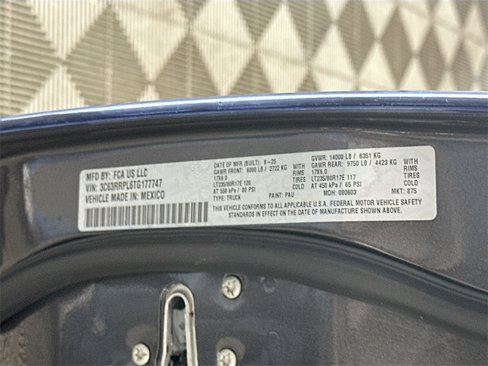 MFD BY: FCA US LLC
VIN: 3C63RRPL6TG177747
VEHICLE MADE IN: MEXICO
DATE OF MFR (BUILT) 8-25
GAWR FRONT: 6000 LB / 2722 KG WITH
17X6.0 RIMS
LT235/80R17E 120 TIRES
AT 550 kPa / 80 PSI
TYPE: TRUCK PAINT: PAU
GVWR: 14000 LB / 6351 KG
GAWR REAR: 9750 LB / 4423 KG WITH
17X6.0 RIMS
LT235/80R17E 117 TIRES
AT 450 kPa / 65 PSI
MDH: 080603 MKT: 875
THIS VEHICLE CONFORMS TO ALL APPLICABLE U.S.A. FEDERAL MOTOR VEHICLE SAFETY
STANDARDS IN EFFECT ON THE DATE OF MANUFACTURE SHOWN ABOVE.